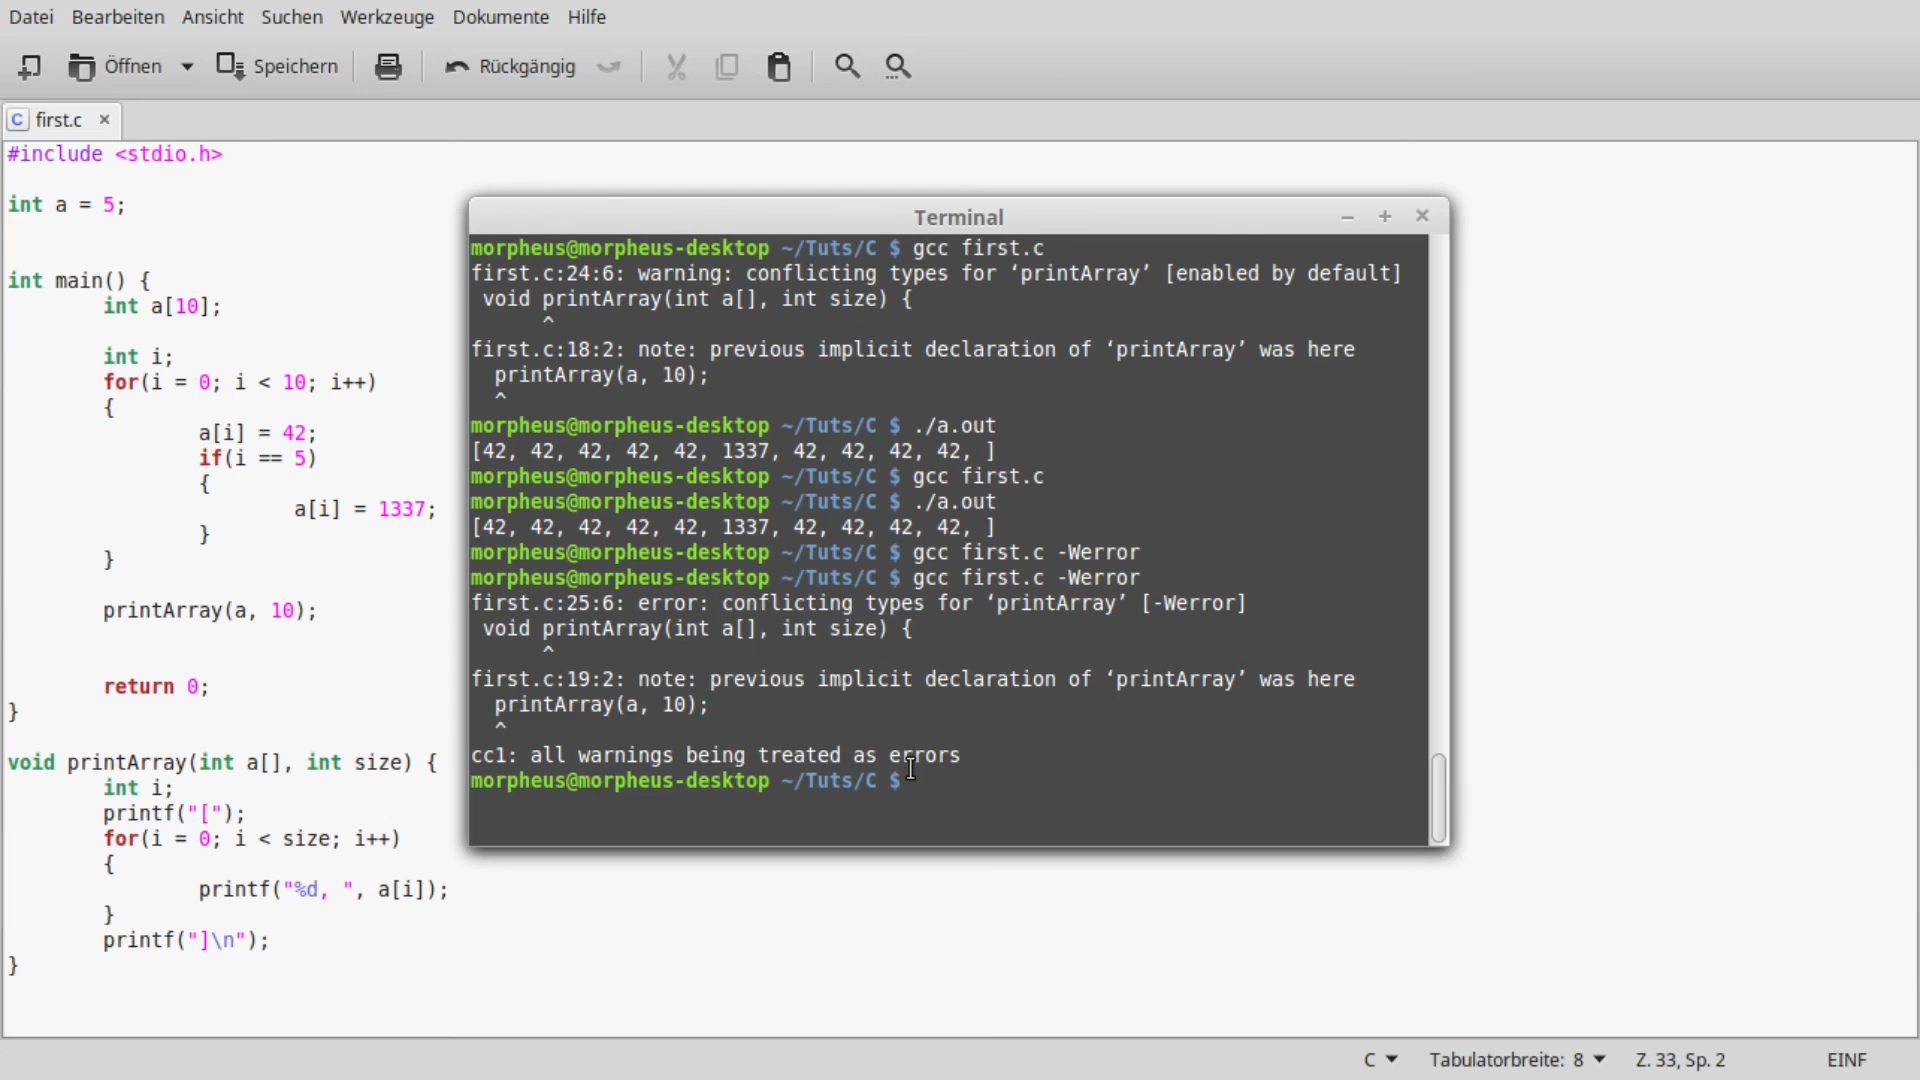 Datei Bearbeiten Ansicht Suchen Werkzeuge Dokumente Hilfe
Öffnen Speichern Rückgängig
C first.c ×
#include <stdio.h>
int a = 5;
int main() {
int a[10];
int i;
for(i = 0; i < 10; i++)
{
a[i] = 42;
if(i == 5)
{
a[i] = 1337;
}
}
printArray(a, 10);
return 0;
}
void printArray(int a[], int size) {
int i;
printf("[");
for(i = 0; i < size; i++)
{
printf("%d, ", a[i]);
}
printf("]\n");
}
Terminal
morpheus@morpheus-desktop ~/Tuts/C $ gcc first.c
first.c:24:6: warning: conflicting types for ‘printArray’ [enabled by default]
void printArray(int a[], int size) {
^
first.c:18:2: note: previous implicit declaration of ‘printArray’ was here
printArray(a, 10);
^
morpheus@morpheus-desktop ~/Tuts/C $ ./a.out
[42, 42, 42, 42, 42, 1337, 42, 42, 42, 42, ]
morpheus@morpheus-desktop ~/Tuts/C $ gcc first.c
morpheus@morpheus-desktop ~/Tuts/C $ ./a.out
[42, 42, 42, 42, 42, 1337, 42, 42, 42, 42, ]
morpheus@morpheus-desktop ~/Tuts/C $ gcc first.c -Werror
morpheus@morpheus-desktop ~/Tuts/C $ gcc first.c -Werror
first.c:25:6: error: conflicting types for ‘printArray’ [-Werror]
void printArray(int a[], int size) {
^
first.c:19:2: note: previous implicit declaration of ‘printArray’ was here
printArray(a, 10);
^
cc1: all warnings being treated as errors
morpheus@morpheus-desktop ~/Tuts/C $
C Tabulatorbreite: 8 Z. 33, Sp. 2 EINF